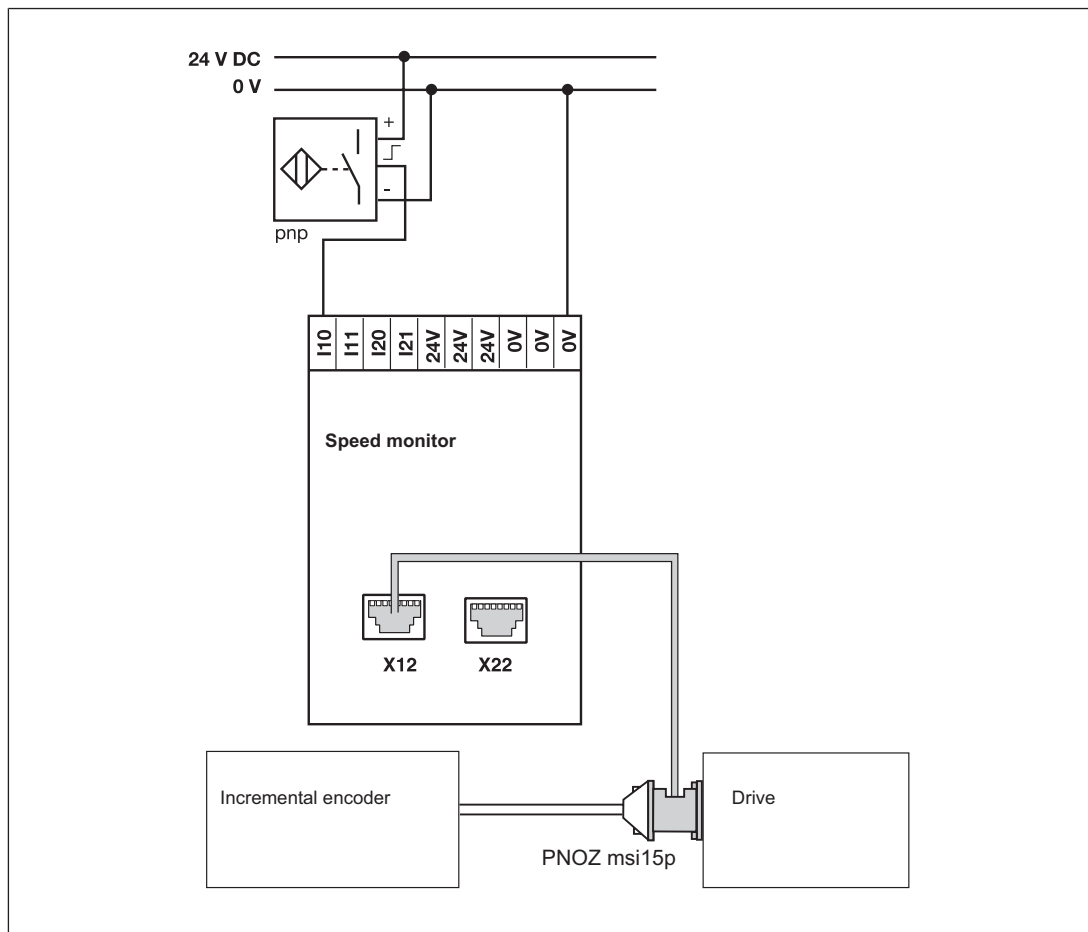 24 V DC
0 V
+
-
pnp
I10 I11 I20 I21 24V 24V 24V 0V 0V 0V
Speed monitor
X12 X22
Incremental encoder
Drive
PNOZ msi15p